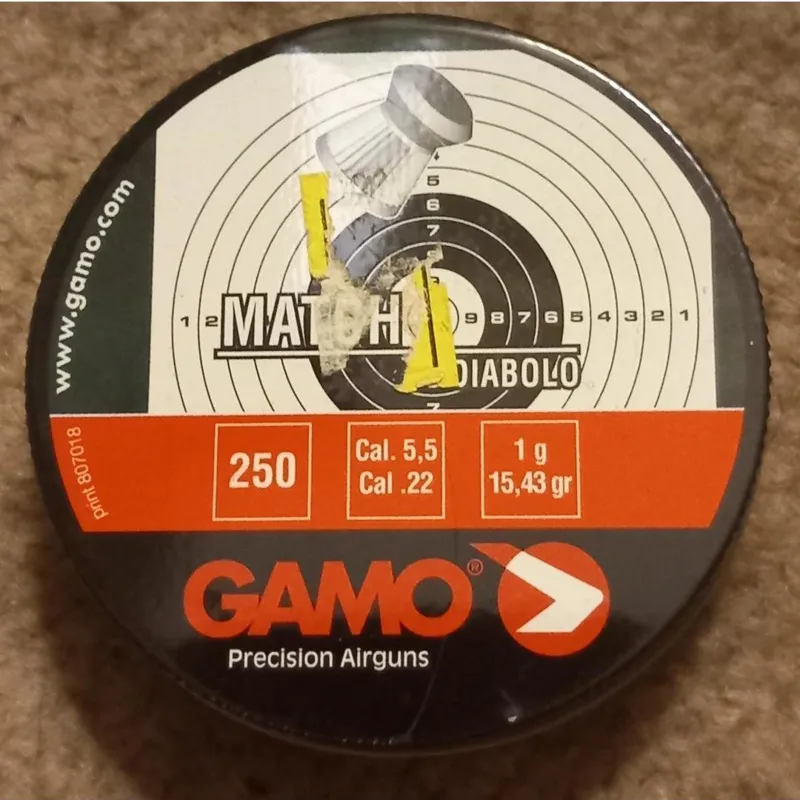 www.gamo.com
5
6
7
1 2
MATCH
9 8 7 6 5 4 3 2 1
DIABOLO
7
print 807018
250
Cal. 5,5
Cal .22
1 g
15,43 gr
GAMO®
Precision Airguns